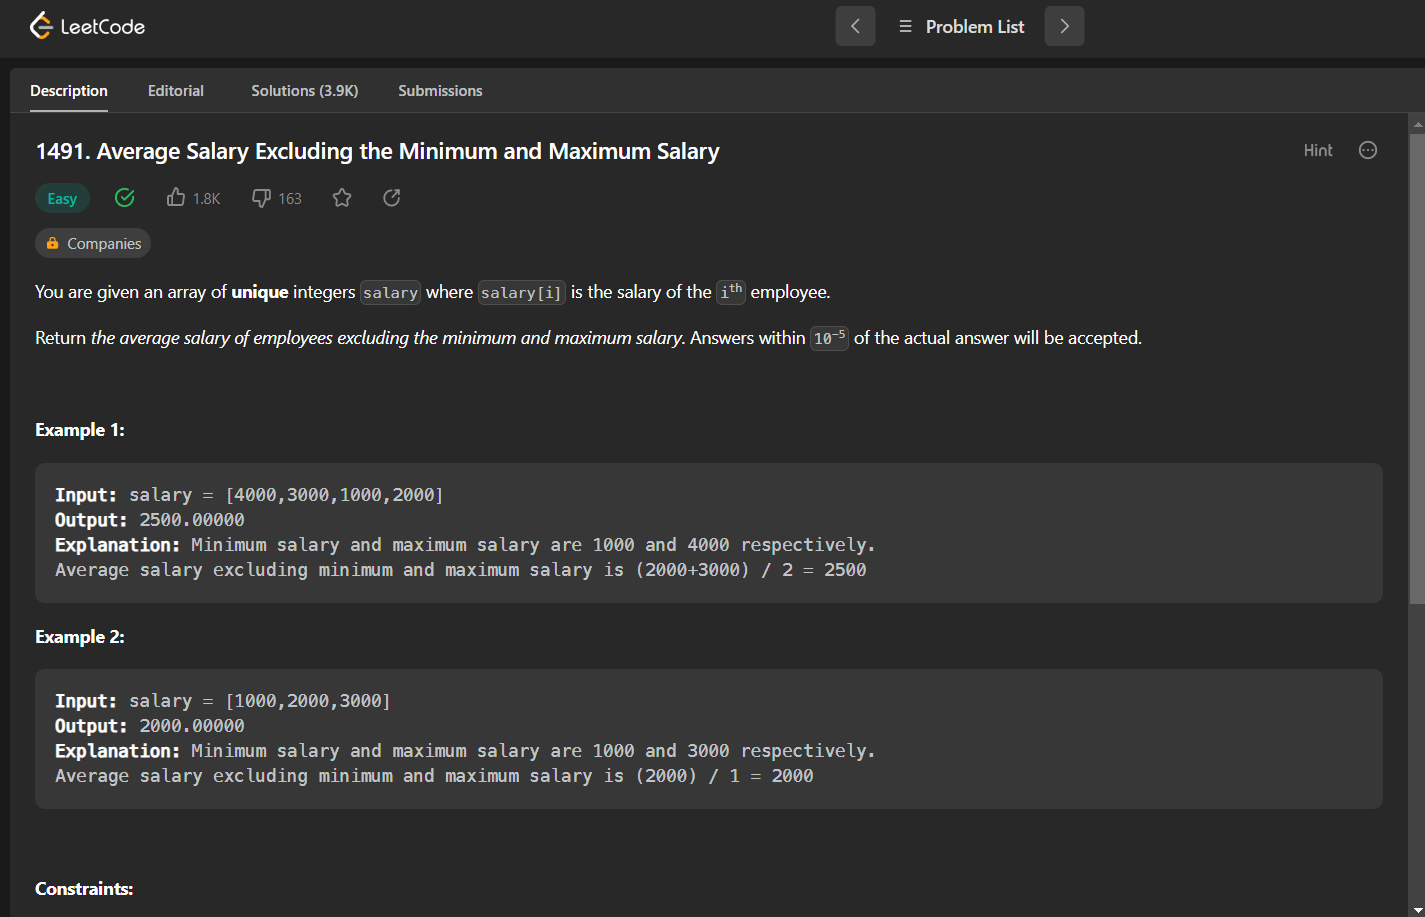 LeetCode
Problem List
Description Editorial Solutions (3.9K) Submissions
1491. Average Salary Excluding the Minimum and Maximum Salary
Hint
Easy 1.8K 163
Companies
You are given an array of unique integers salary where salary[i] is the salary of the iᵗʰ employee.
Return the average salary of employees excluding the minimum and maximum salary. Answers within 10⁻⁵ of the actual answer will be accepted.
Example 1:
Input: salary = [4000,3000,1000,2000]
Output: 2500.00000
Explanation: Minimum salary and maximum salary are 1000 and 4000 respectively.
Average salary excluding minimum and maximum salary is (2000+3000) / 2 = 2500
Example 2:
Input: salary = [1000,2000,3000]
Output: 2000.00000
Explanation: Minimum salary and maximum salary are 1000 and 3000 respectively.
Average salary excluding minimum and maximum salary is (2000) / 1 = 2000
Constraints: